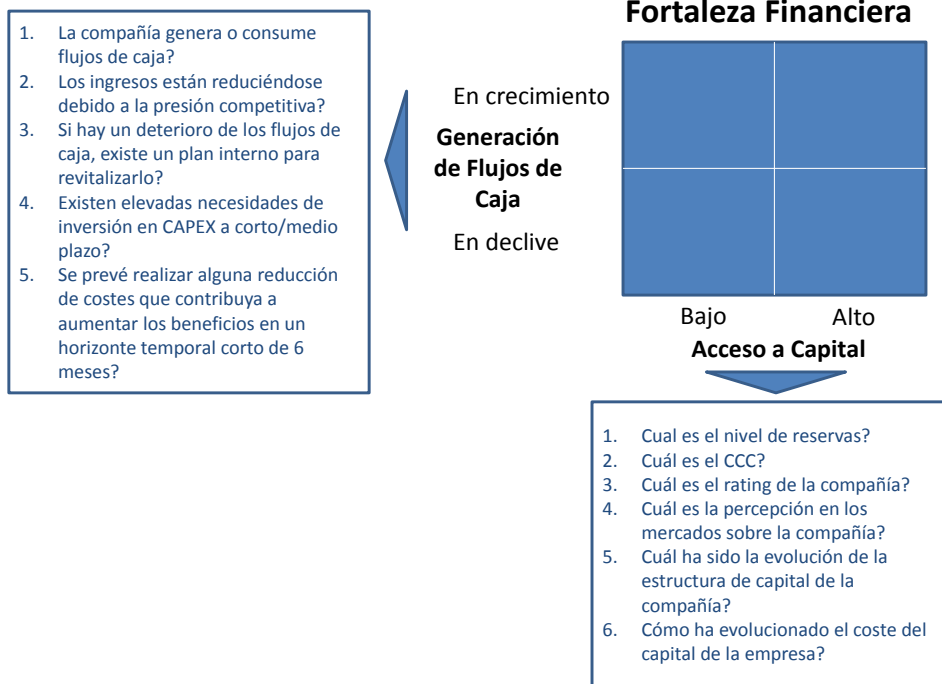 Fortaleza Financiera
1. La compañía genera o consume
flujos de caja?
2. Los ingresos están reduciéndose
debido a la presión competitiva?
3. Si hay un deterioro de los flujos de
caja, existe un plan interno para
revitalizarlo?
4. Existen elevadas necesidades de
inversión en CAPEX a corto/medio
plazo?
5. Se prevé realizar alguna reducción
de costes que contribuya a
aumentar los beneficios en un
horizonte temporal corto de 6
meses?
En crecimiento
Generación
de Flujos de
Caja
En declive
Bajo Alto
Acceso a Capital
1. Cual es el nivel de reservas?
2. Cuál es el CCC?
3. Cuál es el rating de la compañía?
4. Cuál es la percepción en los
mercados sobre la compañía?
5. Cuál ha sido la evolución de la
estructura de capital de la
compañía?
6. Cómo ha evolucionado el coste del
capital de la empresa?